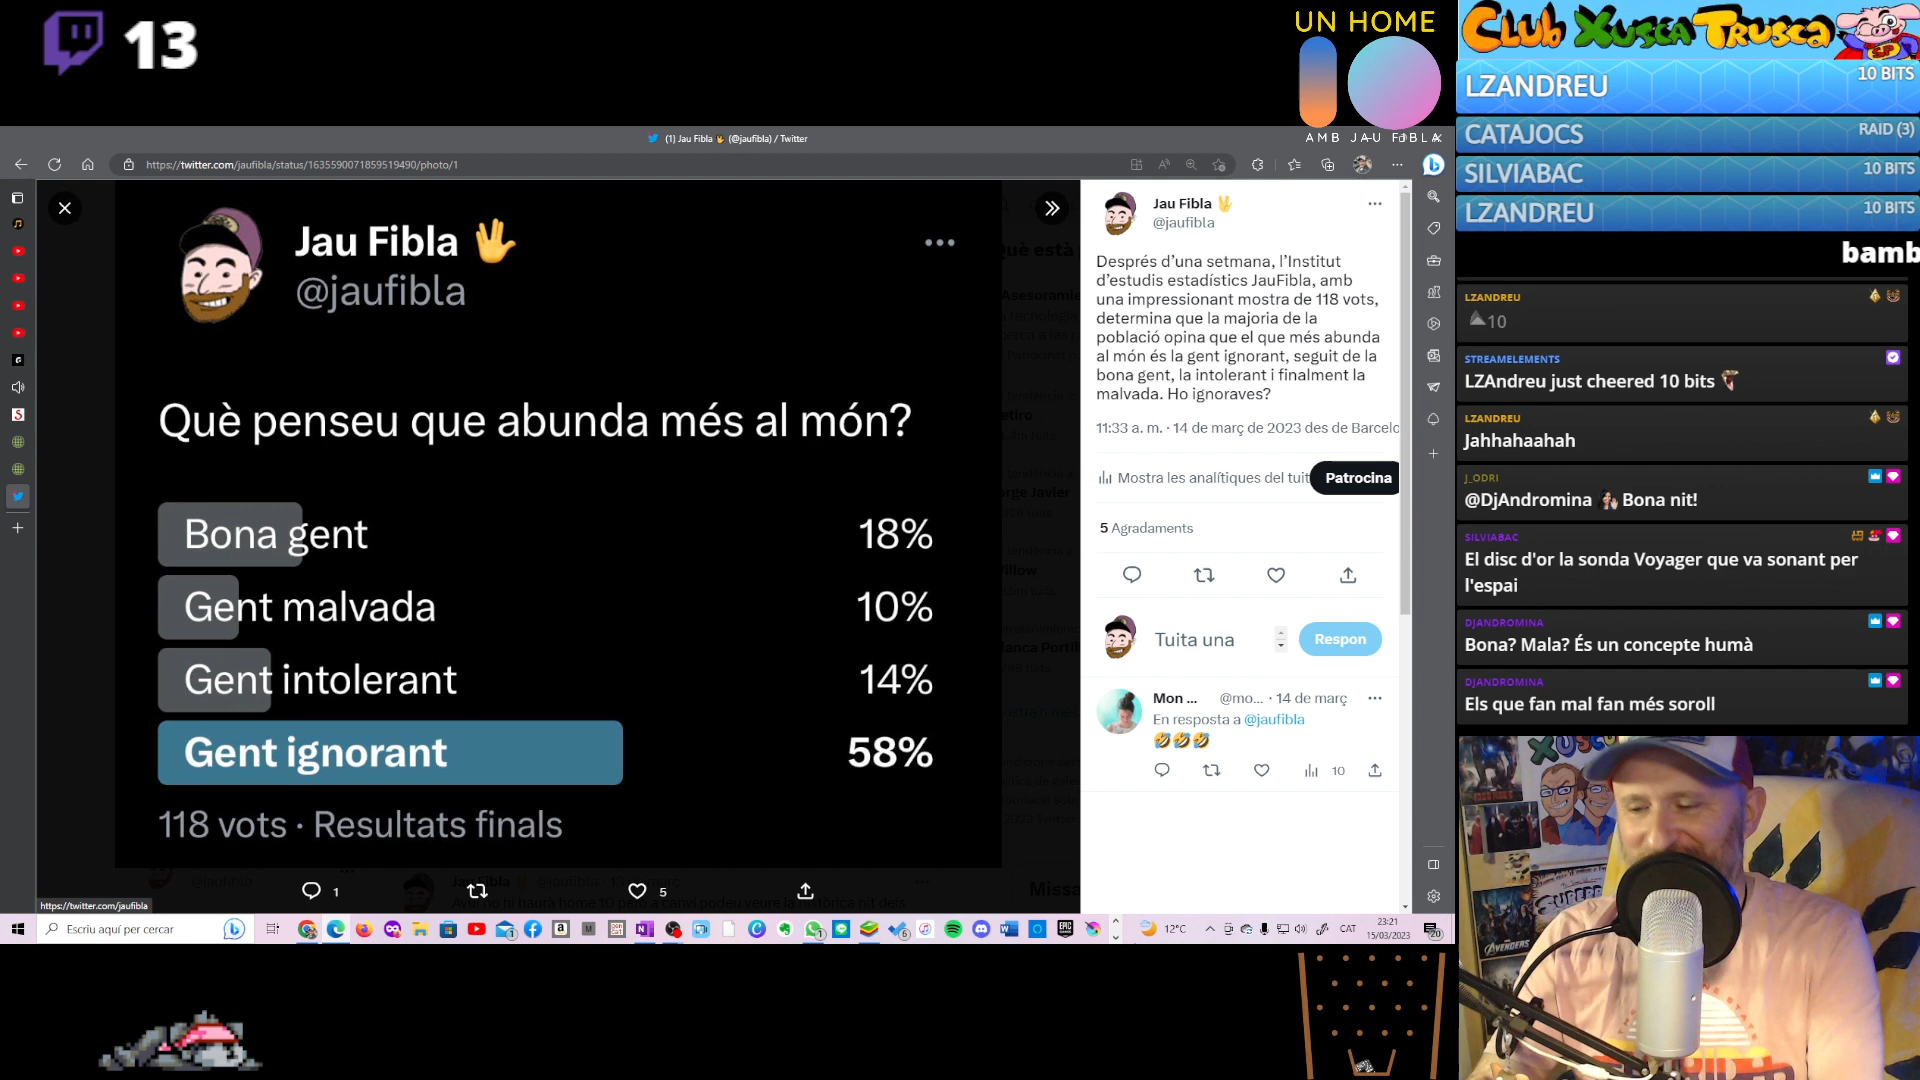 13
UN HOME
AMB JAU FIBLA
Club Xusca Trusca
LZANDREU 10 BITS
CATAJOCS RAID (3)
SILVIABAC 10 BITS
LZANDREU 10 BITS
bamb
(1) Jau Fibla 🖖 (@jaufibla) / Twitter
https://twitter.com/jaufibla/status/1635590071859519490/photo/1
Jau Fibla 🖖
@jaufibla
Què penseu que abunda més al món?
Bona gent 18%
Gent malvada 10%
Gent intolerant 14%
Gent ignorant 58%
118 vots · Resultats finals
1
5
https://twitter.com/jaufibla
Jau Fibla 🖖
@jaufibla
Després d'una setmana, l'Institut
d'estudis estadístics JauFibla, amb
una impressionant mostra de 118 vots,
determina que la majoria de la
població opina que el que més abunda
al món és la gent ignorant, seguit de la
bona gent, la intolerant i finalment la
malvada. Ho ignoraves?
11:33 a. m. · 14 de març de 2023 des de Barcelo
Mostra les analítiques del tuit Patrocina
5 Agradaments
Tuita una Respon
Mon ... @mo... · 14 de març
En resposta a @jaufibla
🤣🤣🤣
10
LZANDREU
10
STREAMELEMENTS
LZAndreu just cheered 10 bits
LZANDREU
Jahhahaahah
J_ODRI
@DjAndromina Bona nit!
SILVIABAC
El disc d'or la sonda Voyager que va sonant per
l'espai
DJANDROMINA
Bona? Mala? És un concepte humà
DJANDROMINA
Els que fan mal fan més soroll
Escriu aquí per cercar
12°C
CAT
23:21
15/03/2023
20
AVENGERS